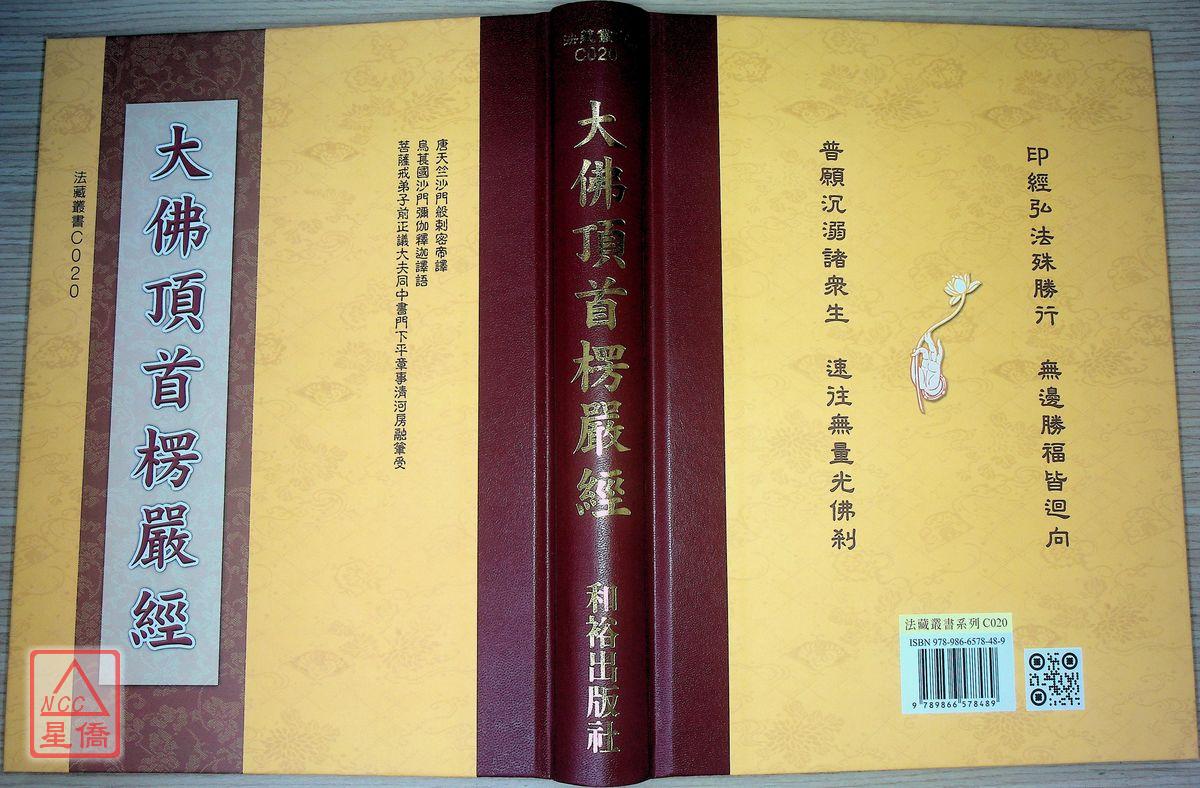 法藏叢書C020
大佛頂首楞嚴經
唐天竺沙門般剌密帝譯
烏萇國沙門彌伽釋迦譯語
菩薩戒弟子前正議大夫同中書門下平章事清河房融筆受
法藏叢
C020
大佛頂首楞嚴經
和裕出版社
印經弘法殊勝行 無邊勝福皆迴向
普願沉溺諸衆生 速往無量光佛剎
法藏叢書系列 C020
ISBN 978-986-6578-48-9
9 789866 578489
NCC
星僑